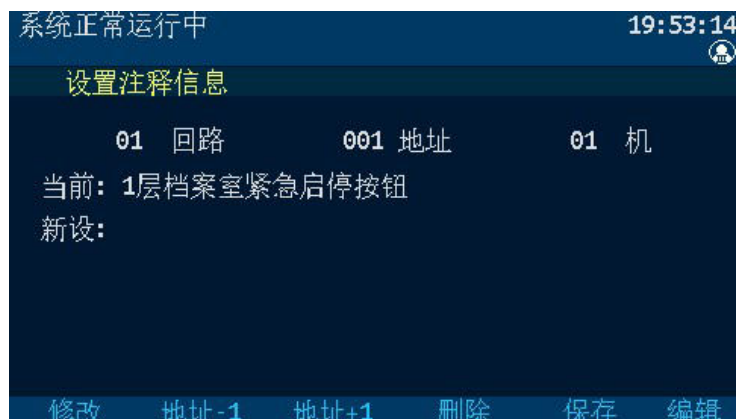 系统正常运行中 19:53:14
设置注释信息
01 回路 001 地址 01 机
当前: 1层档案室紧急启停按钮
新设:
修改 地址-1 地址+1 删除 保存 编辑